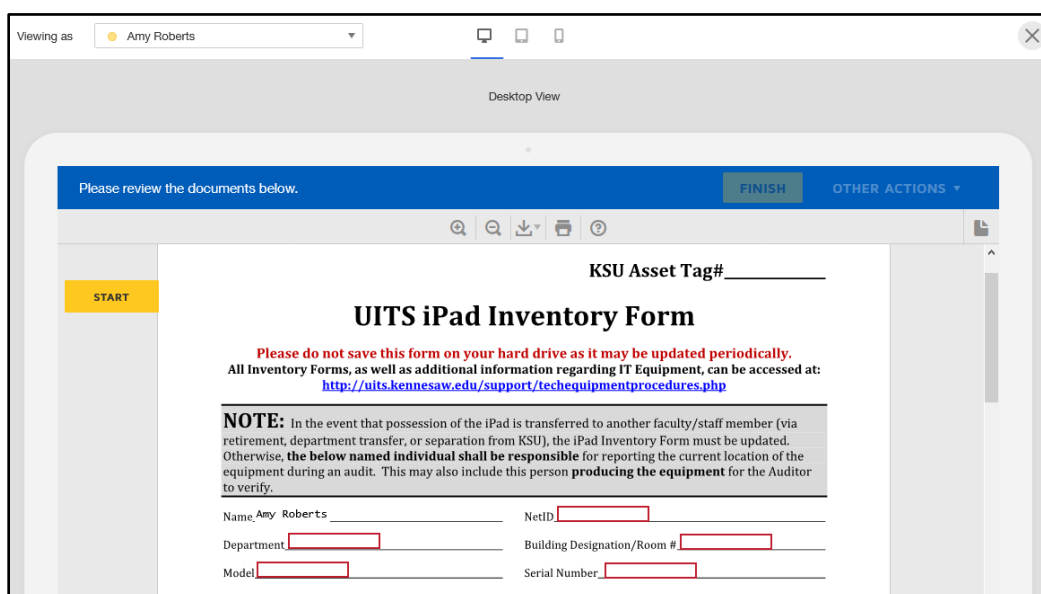 Viewing as Amy Roberts
Desktop View
Please review the documents below. FINISH OTHER ACTIONS
START
KSU Asset Tag#__________
UITS iPad Inventory Form
Please do not save this form on your hard drive as it may be updated periodically.
All Inventory Forms, as well as additional information regarding IT Equipment, can be accessed at:
http://uits.kennesaw.edu/support/techequipmentprocedures.php
NOTE: In the event that possession of the iPad is transferred to another faculty/staff member (via
retirement, department transfer, or separation from KSU), the iPad Inventory Form must be updated.
Otherwise, the below named individual shall be responsible for reporting the current location of the
equipment during an audit. This may also include this person producing the equipment for the Auditor
to verify.
Name Amy Roberts NetID
Department Building Designation/Room #
Model Serial Number